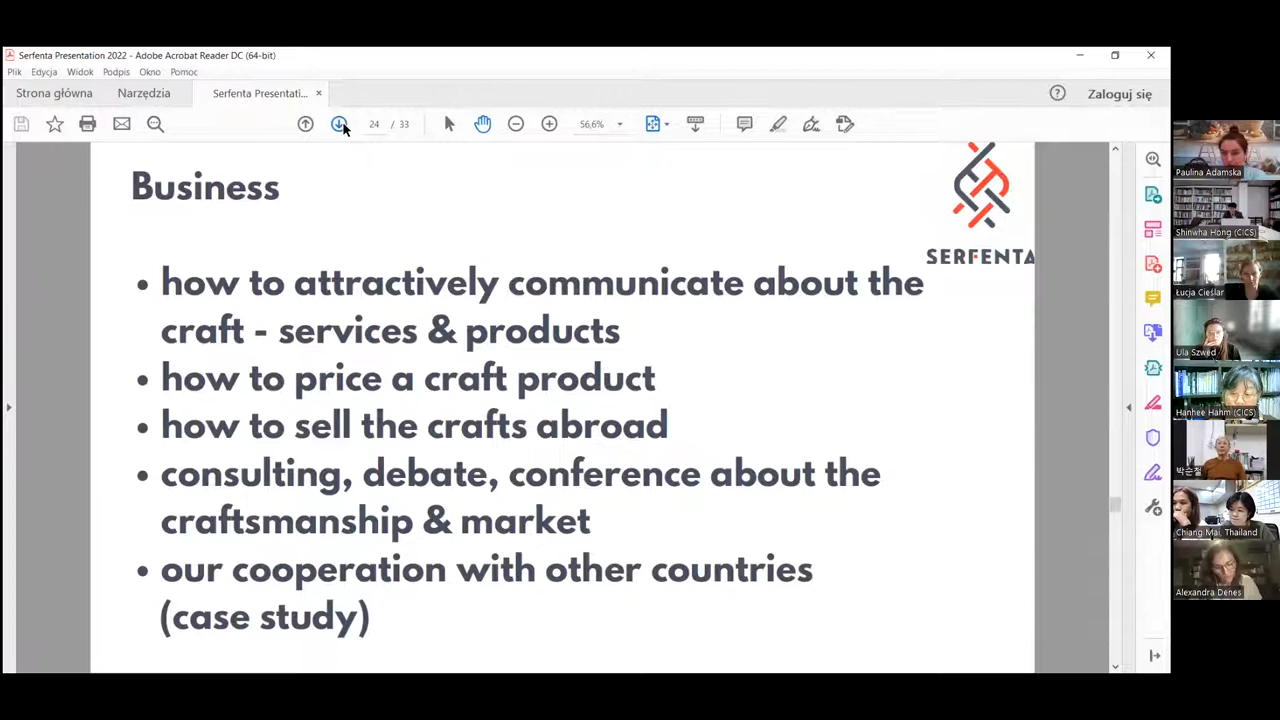 Serfenta Presentation 2022 - Adobe Acrobat Reader DC (64-bit)
Plik Edycja Widok Podpis Okno Pomoc
Strona główna Narzędzia Serfenta Presentati... × Zaloguj się
24 / 33 56,6%
Business
SERFENTA
• how to attractively communicate about the
craft - services & products
• how to price a craft product
• how to sell the crafts abroad
• consulting, debate, conference about the
craftsmanship & market
• our cooperation with other countries
(case study)
Paulina Adamska
Shinwha Hong (CICS)
Łucja Cieślar
Ula Szwed
Hanhee Hahm (CICS)
박순철
Chiang Mai, Thailand
Alexandra Denes